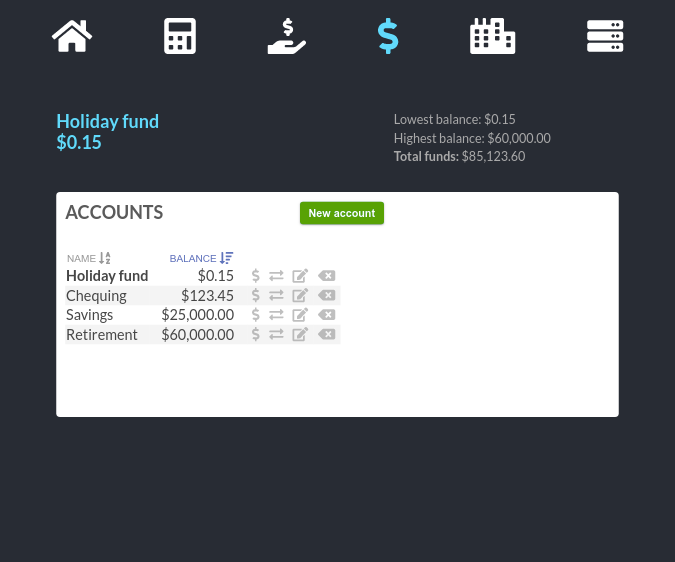 Holiday fund
$0.15
Lowest balance: $0.15
Highest balance: $60,000.00
Total funds: $85,123.60
ACCOUNTS
New account
NAME BALANCE
Holiday fund $0.15
Chequing $123.45
Savings $25,000.00
Retirement $60,000.00